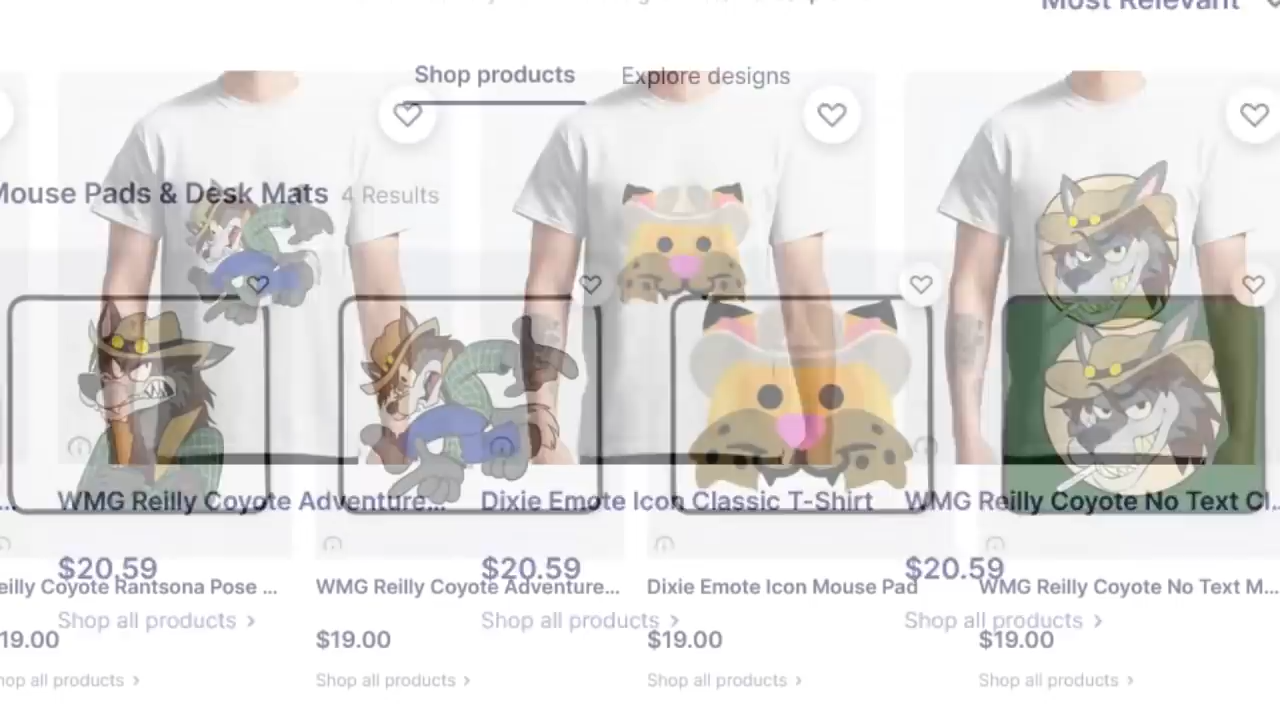 Most Relevant
Shop products
Explore designs
Mouse Pads & Desk Mats 4 Results
WMG Reilly Coyote Adventure...
Dixie Emote Icon Classic T-Shirt
WMG Reilly Coyote No Text Cl...
$20.59
$20.59
$20.59
eilly Coyote Rantsona Pose ...
WMG Reilly Coyote Adventure...
Dixie Emote Icon Mouse Pad
WMG Reilly Coyote No Text M...
Shop all products >
Shop all products >
Shop all products >
19.00
$19.00
$19.00
$19.00
hop all products >
Shop all products >
Shop all products >
Shop all products >